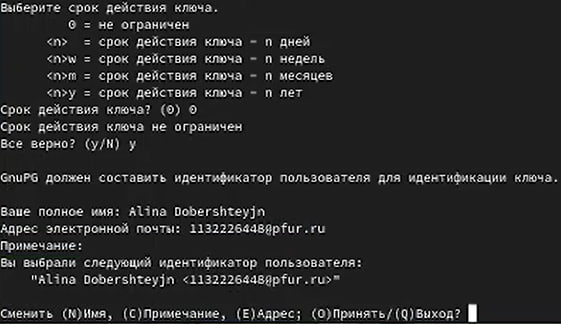 Выберите срок действия ключа.
0 = не ограничен
<n> = срок действия ключа - n дней
<n>w = срок действия ключа - n недель
<n>m = срок действия ключа - n месяцев
<n>y = срок действия ключа - n лет
Срок действия ключа? (0) 0
Срок действия ключа не ограничен
Все верно? (y/N) y
GnuPG должен составить идентификатор пользователя для идентификации ключа.
Ваше полное имя: Alina Dobershteyjn
Адрес электронной почты: 1132226448@pfur.ru
Примечание:
Вы выбрали следующий идентификатор пользователя:
"Alina Dobershteyjn <1132226448@pfur.ru>"
Сменить (N)Имя, (C)Примечание, (E)Адрес; (O)Принять/(Q)Выход?